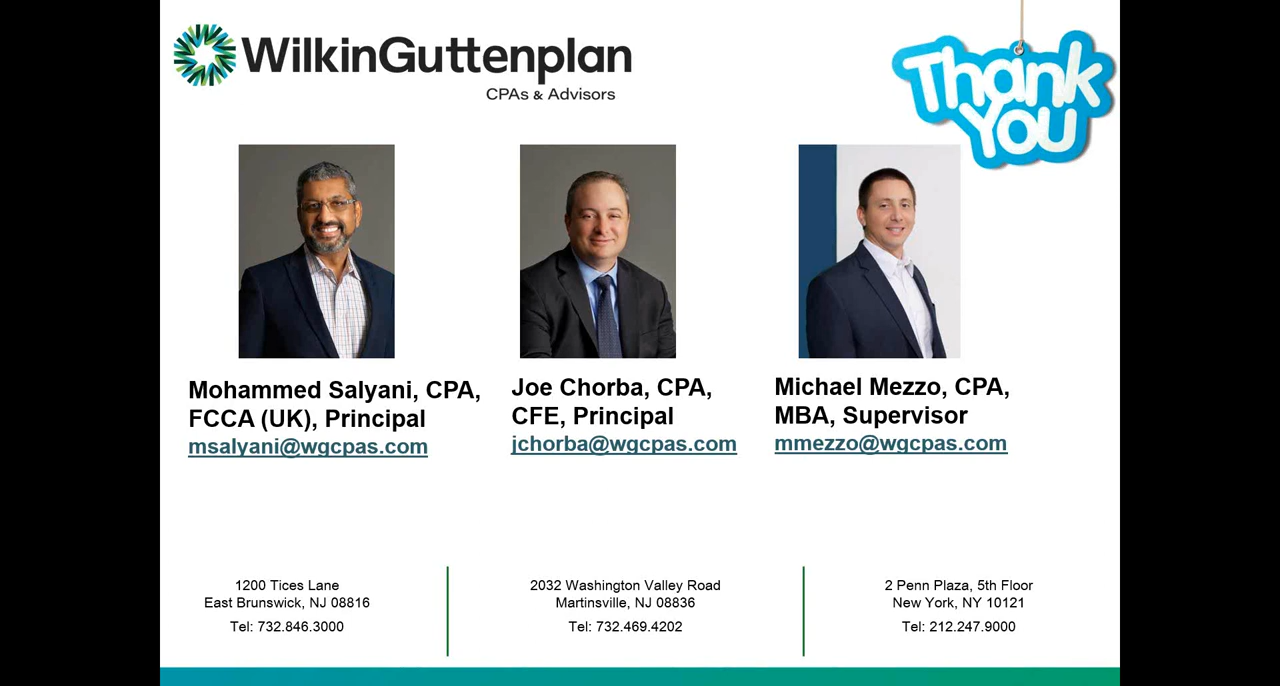 WilkinGuttenplan
CPAs & Advisors
Thank
You
Mohammed Salyani, CPA,
FCCA (UK), Principal
msalyani@wgcpas.com
Joe Chorba, CPA,
CFE, Principal
jchorba@wgcpas.com
Michael Mezzo, CPA,
MBA, Supervisor
mmezzo@wgcpas.com
1200 Tices Lane
East Brunswick, NJ 08816
Tel: 732.846.3000
2032 Washington Valley Road
Martinsville, NJ 08836
Tel: 732.469.4202
2 Penn Plaza, 5th Floor
New York, NY 10121
Tel: 212.247.9000